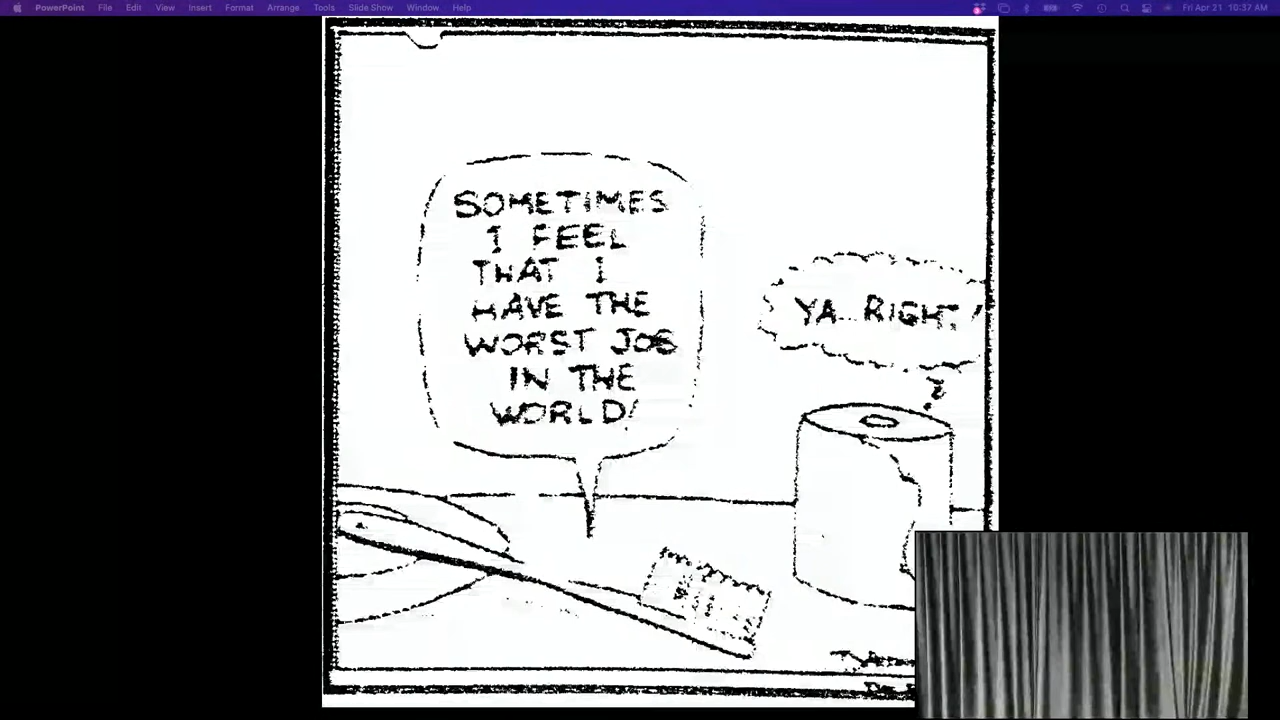 PowerPoint File Edit View Insert Format Arrange Tools Slide Show Window Help Fri Apr 21 10:37 AM
SOMETIMES
I FEEL
THAT I
HAVE THE
WORST JOB
IN THE
WORLD!
YA...RIGHT!